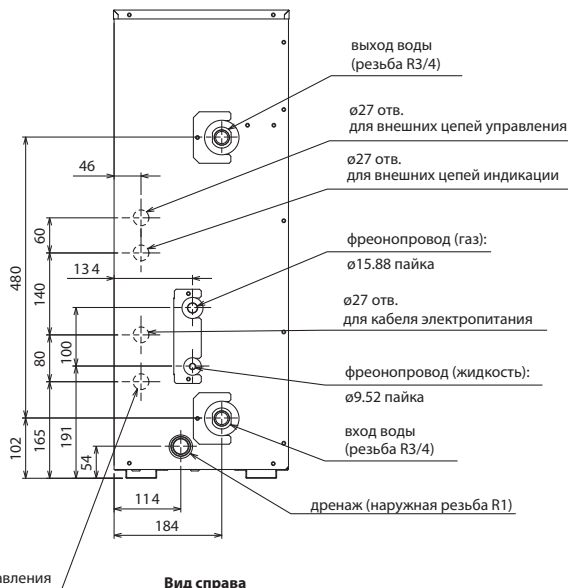 выход воды
(резьба R3/4)
ø27 отв.
для внешних цепей управления
ø27 отв.
для внешних цепей индикации
фреонопровод (газ):
ø15.88 пайка
ø27 отв.
для кабеля электропитания
фреонопровод (жидкость):
ø9.52 пайка
вход воды
(резьба R3/4)
дренаж (наружная резьба R1)
46
60
134
480
140
100
80
102
165
191
54
114
184
Вид справа